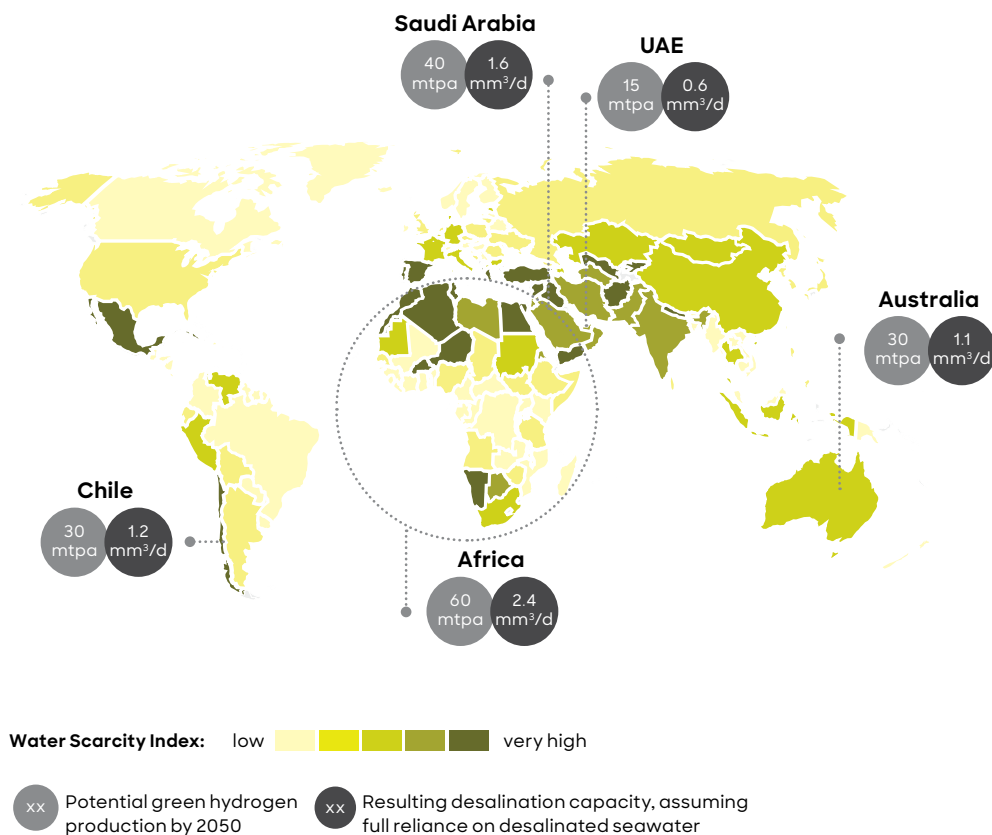 Saudi Arabia
40
mtpa
1.6
mm³/d
UAE
15
mtpa
0.6
mm³/d
Australia
30
mtpa
1.1
mm³/d
Chile
30
mtpa
1.2
mm³/d
Africa
60
mtpa
2.4
mm³/d
Water Scarcity Index: low very high
xx Potential green hydrogen
production by 2050
xx Resulting desalination capacity, assuming
full reliance on desalinated seawater